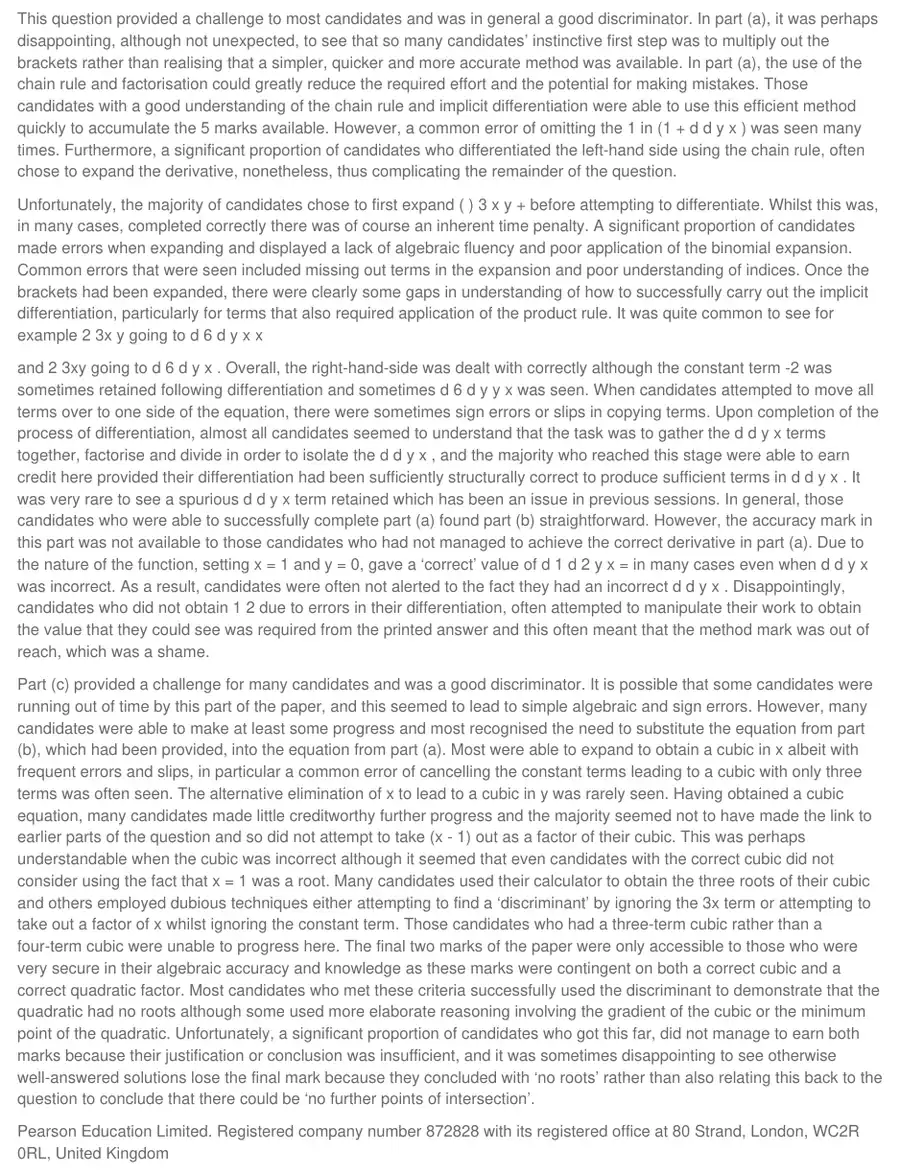 This question provided a challenge to most candidates and was in general a good discriminator. In part (a), it was perhaps
disappointing, although not unexpected, to see that so many candidates’ instinctive first step was to multiply out the
brackets rather than realising that a simpler, quicker and more accurate method was available. In part (a), the use of the
chain rule and factorisation could greatly reduce the required effort and the potential for making mistakes. Those
candidates with a good understanding of the chain rule and implicit differentiation were able to use this efficient method
quickly to accumulate the 5 marks available. However, a common error of omitting the 1 in (1 + d d y x ) was seen many
times. Furthermore, a significant proportion of candidates who differentiated the left-hand side using the chain rule, often
chose to expand the derivative, nonetheless, thus complicating the remainder of the question.
Unfortunately, the majority of candidates chose to first expand ( ) 3 x y + before attempting to differentiate. Whilst this was,
in many cases, completed correctly there was of course an inherent time penalty. A significant proportion of candidates
made errors when expanding and displayed a lack of algebraic fluency and poor application of the binomial expansion.
Common errors that were seen included missing out terms in the expansion and poor understanding of indices. Once the
brackets had been expanded, there were clearly some gaps in understanding of how to successfully carry out the implicit
differentiation, particularly for terms that also required application of the product rule. It was quite common to see for
example 2 3x y going to d 6 d y x x
and 2 3xy going to d 6 d y x . Overall, the right-hand-side was dealt with correctly although the constant term -2 was
sometimes retained following differentiation and sometimes d 6 d y y x was seen. When candidates attempted to move all
terms over to one side of the equation, there were sometimes sign errors or slips in copying terms. Upon completion of the
process of differentiation, almost all candidates seemed to understand that the task was to gather the d d y x terms
together, factorise and divide in order to isolate the d d y x , and the majority who reached this stage were able to earn
credit here provided their differentiation had been sufficiently structurally correct to produce sufficient terms in d d y x . It
was very rare to see a spurious d d y x term retained which has been an issue in previous sessions. In general, those
candidates who were able to successfully complete part (a) found part (b) straightforward. However, the accuracy mark in
this part was not available to those candidates who had not managed to achieve the correct derivative in part (a). Due to
the nature of the function, setting x = 1 and y = 0, gave a ‘correct’ value of d 1 d 2 y x = in many cases even when d d y x
was incorrect. As a result, candidates were often not alerted to the fact they had an incorrect d d y x . Disappointingly,
candidates who did not obtain 1 2 due to errors in their differentiation, often attempted to manipulate their work to obtain
the value that they could see was required from the printed answer and this often meant that the method mark was out of
reach, which was a shame.
Part (c) provided a challenge for many candidates and was a good discriminator. It is possible that some candidates were
running out of time by this part of the paper, and this seemed to lead to simple algebraic and sign errors. However, many
candidates were able to make at least some progress and most recognised the need to substitute the equation from part
(b), which had been provided, into the equation from part (a). Most were able to expand to obtain a cubic in x albeit with
frequent errors and slips, in particular a common error of cancelling the constant terms leading to a cubic with only three
terms was often seen. The alternative elimination of x to lead to a cubic in y was rarely seen. Having obtained a cubic
equation, many candidates made little creditworthy further progress and the majority seemed not to have made the link to
earlier parts of the question and so did not attempt to take (x - 1) out as a factor of their cubic. This was perhaps
understandable when the cubic was incorrect although it seemed that even candidates with the correct cubic did not
consider using the fact that x = 1 was a root. Many candidates used their calculator to obtain the three roots of their cubic
and others employed dubious techniques either attempting to find a ‘discriminant’ by ignoring the 3x term or attempting to
take out a factor of x whilst ignoring the constant term. Those candidates who had a three-term cubic rather than a
four-term cubic were unable to progress here. The final two marks of the paper were only accessible to those who were
very secure in their algebraic accuracy and knowledge as these marks were contingent on both a correct cubic and a
correct quadratic factor. Most candidates who met these criteria successfully used the discriminant to demonstrate that the
quadratic had no roots although some used more elaborate reasoning involving the gradient of the cubic or the minimum
point of the quadratic. Unfortunately, a significant proportion of candidates who got this far, did not manage to earn both
marks because their justification or conclusion was insufficient, and it was sometimes disappointing to see otherwise
well-answered solutions lose the final mark because they concluded with ‘no roots’ rather than also relating this back to the
question to conclude that there could be ‘no further points of intersection’.
Pearson Education Limited. Registered company number 872828 with its registered office at 80 Strand, London, WC2R
0RL, United Kingdom